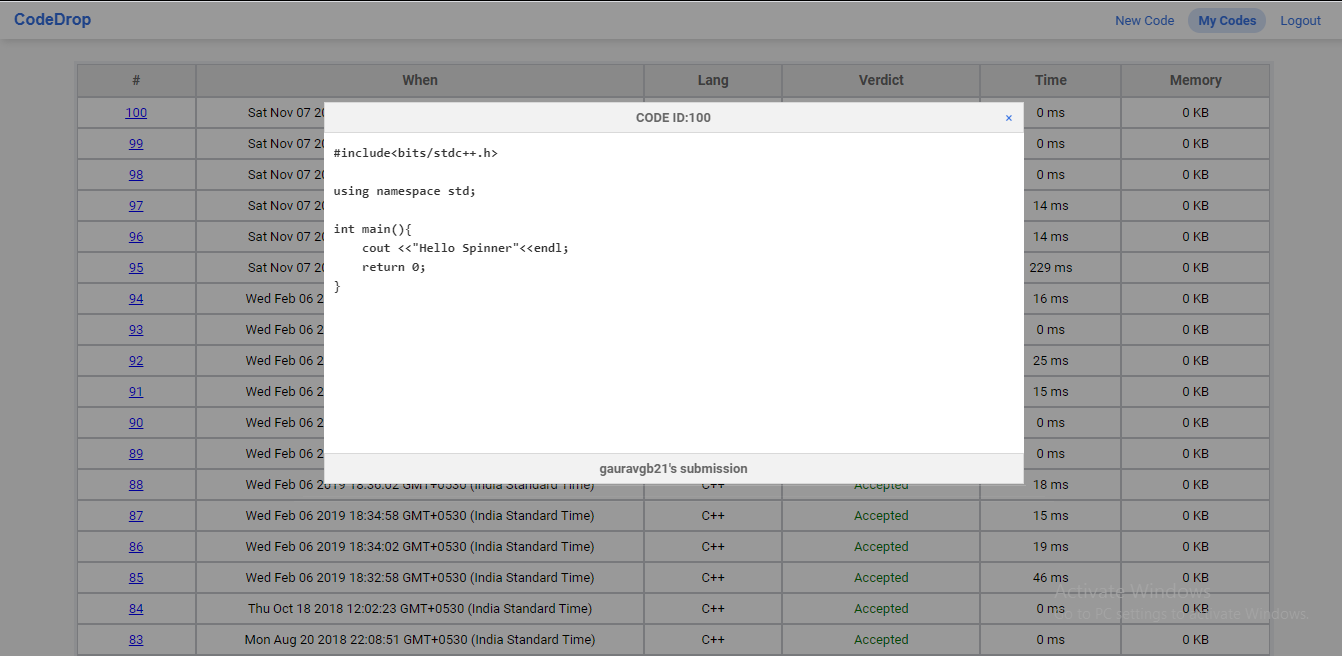 CodeDrop New Code My Codes Logout
# When Lang Verdict Time Memory
100 Sat Nov 07 0 ms 0 KB
CODE ID:100 ×
99 Sat Nov 07 0 ms 0 KB
#include<bits/stdc++.h>
98 Sat Nov 07 0 ms 0 KB
using namespace std;
97 Sat Nov 07 14 ms 0 KB
int main(){
96 Sat Nov 07 14 ms 0 KB
cout <<"Hello Spinner"<<endl;
95 Sat Nov 07 229 ms 0 KB
return 0;
}
94 Wed Feb 06 16 ms 0 KB
93 Wed Feb 06 0 ms 0 KB
92 Wed Feb 06 25 ms 0 KB
91 Wed Feb 06 15 ms 0 KB
90 Wed Feb 06 0 ms 0 KB
89 Wed Feb 06 0 ms 0 KB
gauravgb21's submission
88 Wed Feb 06 2019 18:36:02 GMT+0530 (India Standard Time) C++ Accepted 18 ms 0 KB
87 Wed Feb 06 2019 18:34:58 GMT+0530 (India Standard Time) C++ Accepted 15 ms 0 KB
86 Wed Feb 06 2019 18:34:02 GMT+0530 (India Standard Time) C++ Accepted 19 ms 0 KB
85 Wed Feb 06 2019 18:32:58 GMT+0530 (India Standard Time) C++ Accepted 46 ms 0 KB
Activate Windows
84 Thu Oct 18 2018 12:02:23 GMT+0530 (India Standard Time) C++ Accepted 0 ms 0 KB
Go to PC settings to activate Windows.
83 Mon Aug 20 2018 22:08:51 GMT+0530 (India Standard Time) C++ Accepted 0 ms 0 KB